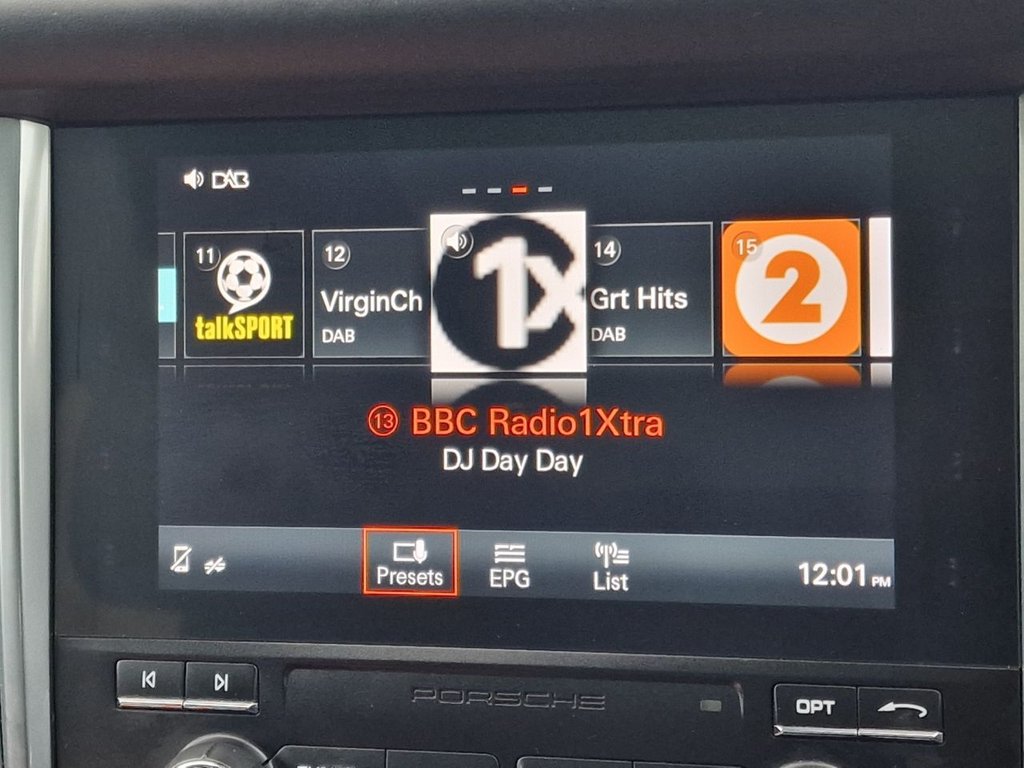 DAB
11
talkSPORT
12
VirginCh
DAB
1X
14
Grt Hits
DAB
15
2
13 BBC Radio1Xtra
DJ Day Day
Presets
EPG
List
12:01 PM
PORSCHE
OPT